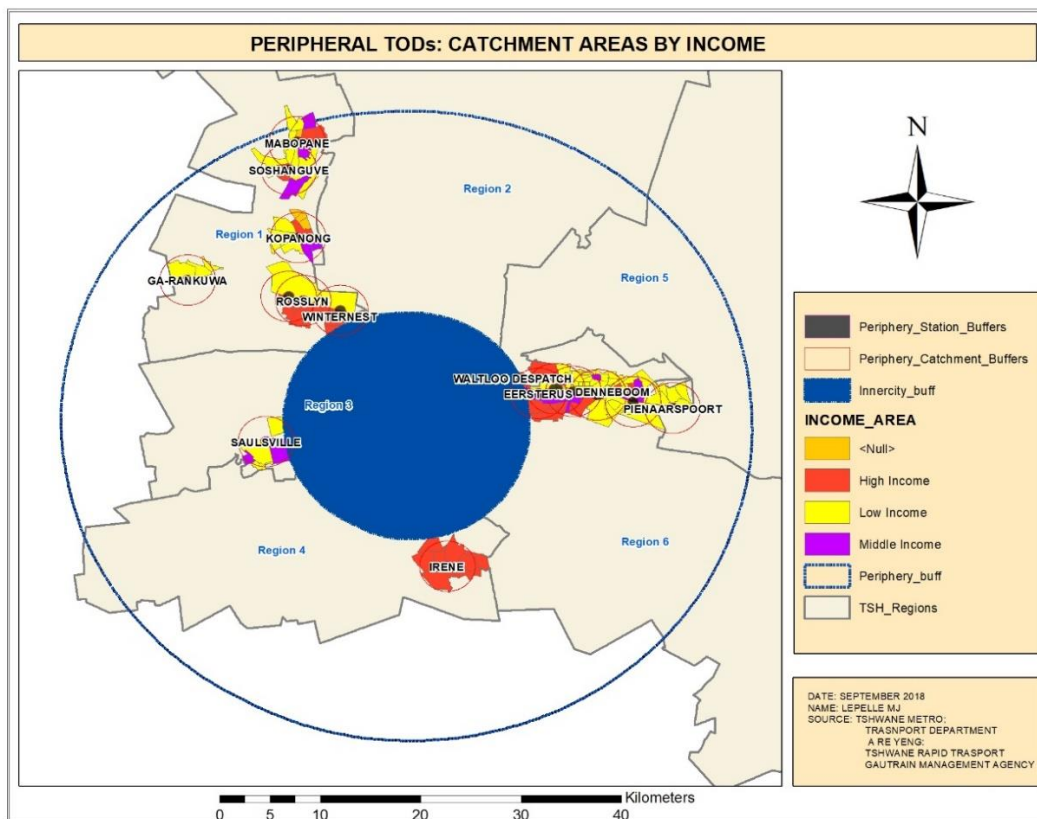 PERIPHERAL TODs: CATCHMENT AREAS BY INCOME
N
MABOPANE
SOSHANGUVE
Region 2
KOPANONG
Region 1
GA-RANKUWA
Region 5
ROSSLYN
WINTERNEST
WALTLOO DESPATCH
EERSTERUS DENNEBOOM
PIENAARSPOORT
Region 3
SAULSVILLE
Region 4
Region 6
IRENE
Periphery_Station_Buffers
Periphery_Catchment_Buffers
Innercity_buff
INCOME_AREA
<Null>
High Income
Low Income
Middle Income
Periphery_buff
TSH_Regions
DATE: SEPTEMBER 2018
NAME: LEPELLE MJ
SOURCE: TSHWANE METRO:
TRASNPORT DEPARTMENT
A RE YENG:
TSHWANE RAPID TRASPORT
GAUTRAIN MANAGEMENT AGENCY
Kilometers
0 5 10 20 30 40